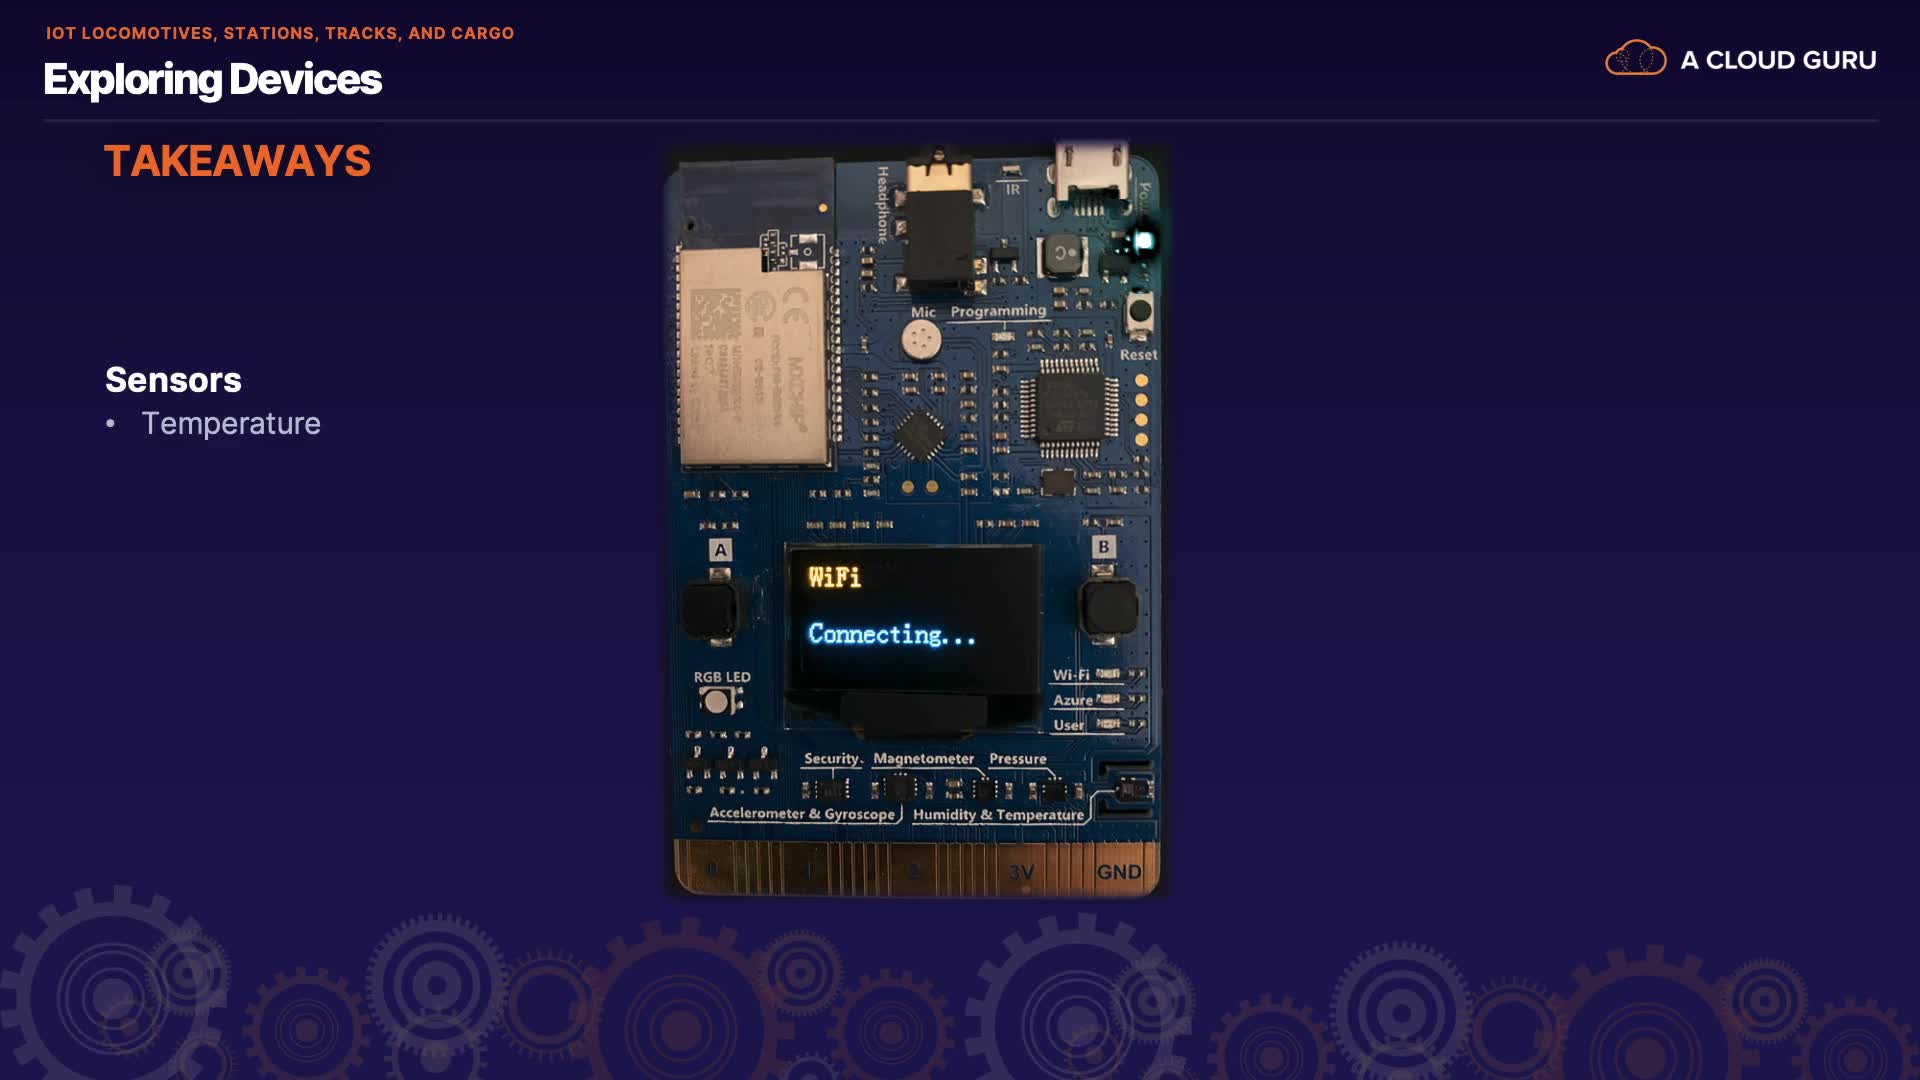 IOT LOCOMOTIVES, STATIONS, TRACKS, AND CARGO
Exploring Devices
A CLOUD GURU
TAKEAWAYS
Sensors
• Temperature
Headphone
IR
Mic
Programming
MXCHIP
Reset
A
B
WiFi
Connecting...
RGB LED
Wi-Fi
Azure
User
Security
Magnetometer
Pressure
Accelerometer & Gyroscope
Humidity & Temperature
3V
GND